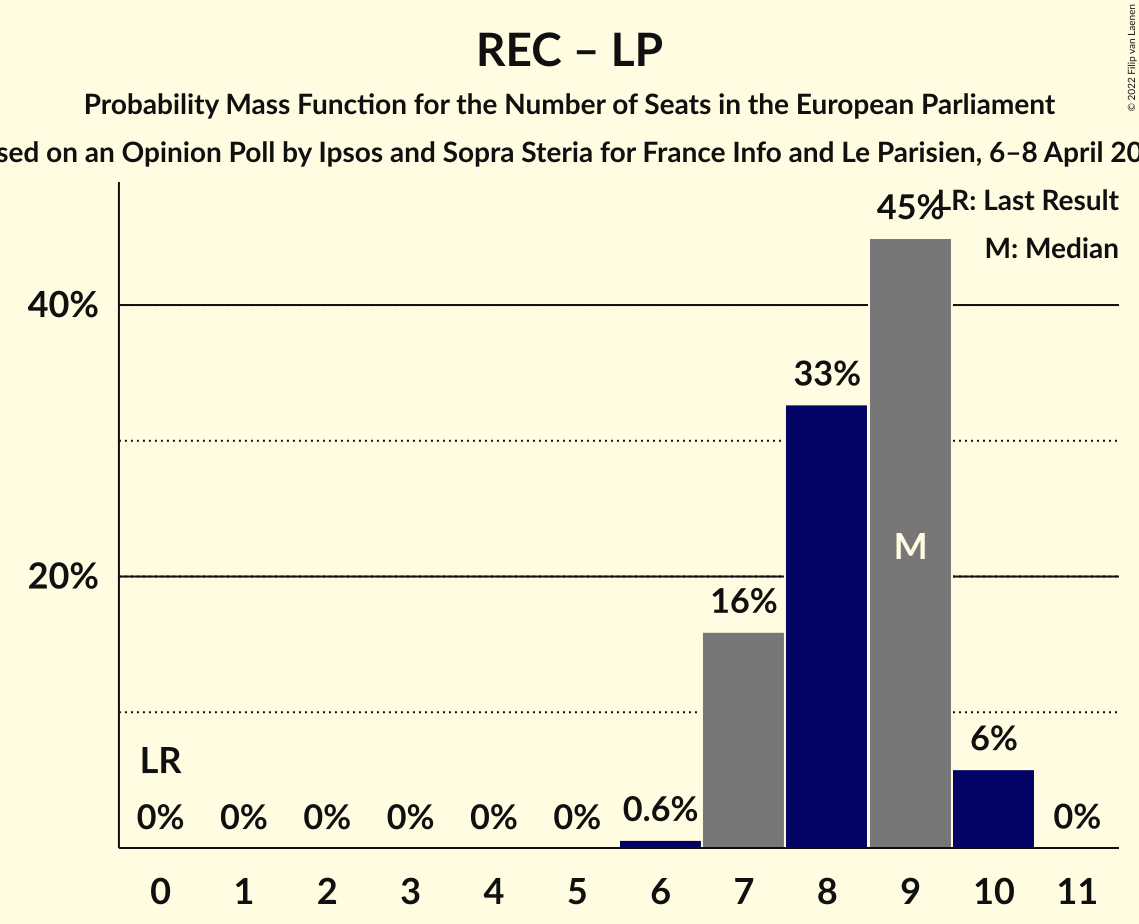 REC – LP
Probability Mass Function for the Number of Seats in the European Parliament
on an Opinion Poll by Ipsos and Sopra Steria for France Info and Le Parisien, 6–8 April
© 2022 Filip van Laenen
LR: Last Result
M: Median
45%
40%
33%
M
20%
16%
6%
LR
0% 0% 0% 0% 0% 0% 0.6% 0%
0 1 2 3 4 5 6 7 8 9 10 11